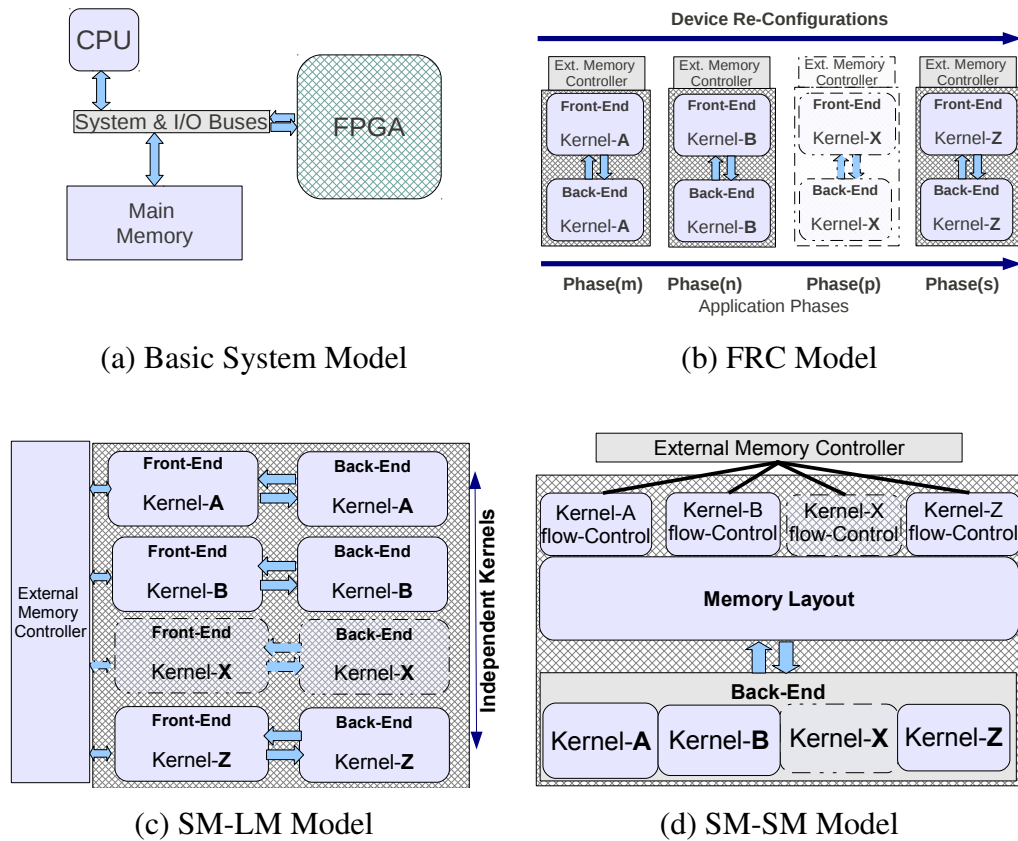 CPU
System & I/O Buses
FPGA
Main
Memory
(a) Basic System Model
Device Re-Configurations
Ext. Memory
Controller
Ext. Memory
Controller
Ext. Memory
Controller
Ext. Memory
Controller
Front-End
Kernel-A
Front-End
Kernel-B
Front-End
Kernel-X
Front-End
Kernel-Z
Back-End
Kernel-A
Back-End
Kernel-B
Back-End
Kernel-X
Back-End
Kernel-Z
Phase(m) Phase(n) Phase(p) Phase(s)
Application Phases
(b) FRC Model
External
Memory
Controller
Front-End
Kernel-A
Back-End
Kernel-A
Front-End
Kernel-B
Back-End
Kernel-B
Front-End
Kernel-X
Back-End
Kernel-X
Front-End
Kernel-Z
Back-End
Kernel-Z
Independent Kernels
(c) SM-LM Model
External Memory Controller
Kernel-A
flow-Control
Kernel-B
flow-Control
Kernel-X
flow-Control
Kernel-Z
flow-Control
Memory Layout
Back-End
Kernel-A
Kernel-B
Kernel-X
Kernel-Z
(d) SM-SM Model